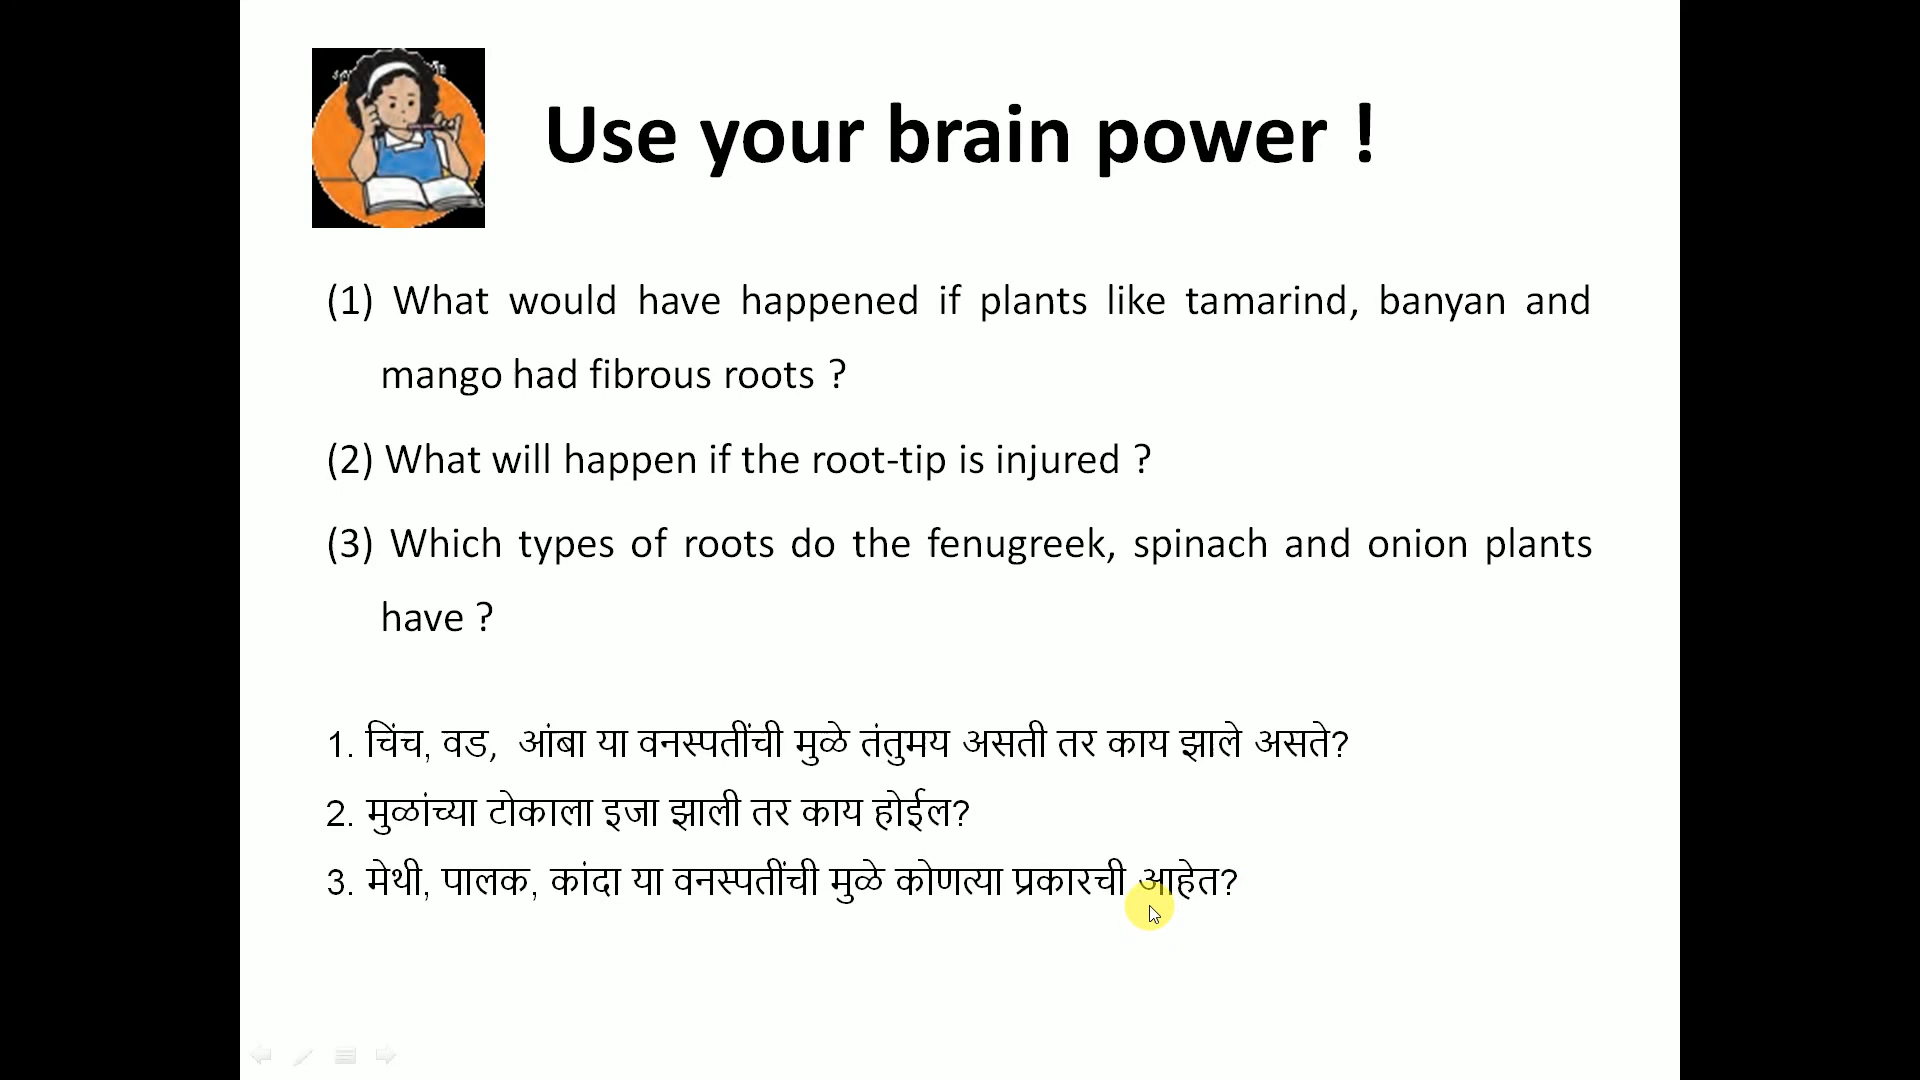 Use your brain power !
(1) What would have happened if plants like tamarind, banyan and
mango had fibrous roots ?
(2) What will happen if the root-tip is injured ?
(3) Which types of roots do the fenugreek, spinach and onion plants
have ?
1. चिंच, वड, आंबा या वनस्पतींची मुळे तंतुमय असती तर काय झाले असते?
2. मुळांच्या टोकाला इजा झाली तर काय होईल?
3. मेथी, पालक, कांदा या वनस्पतींची मुळे कोणत्या प्रकारची आहेत?